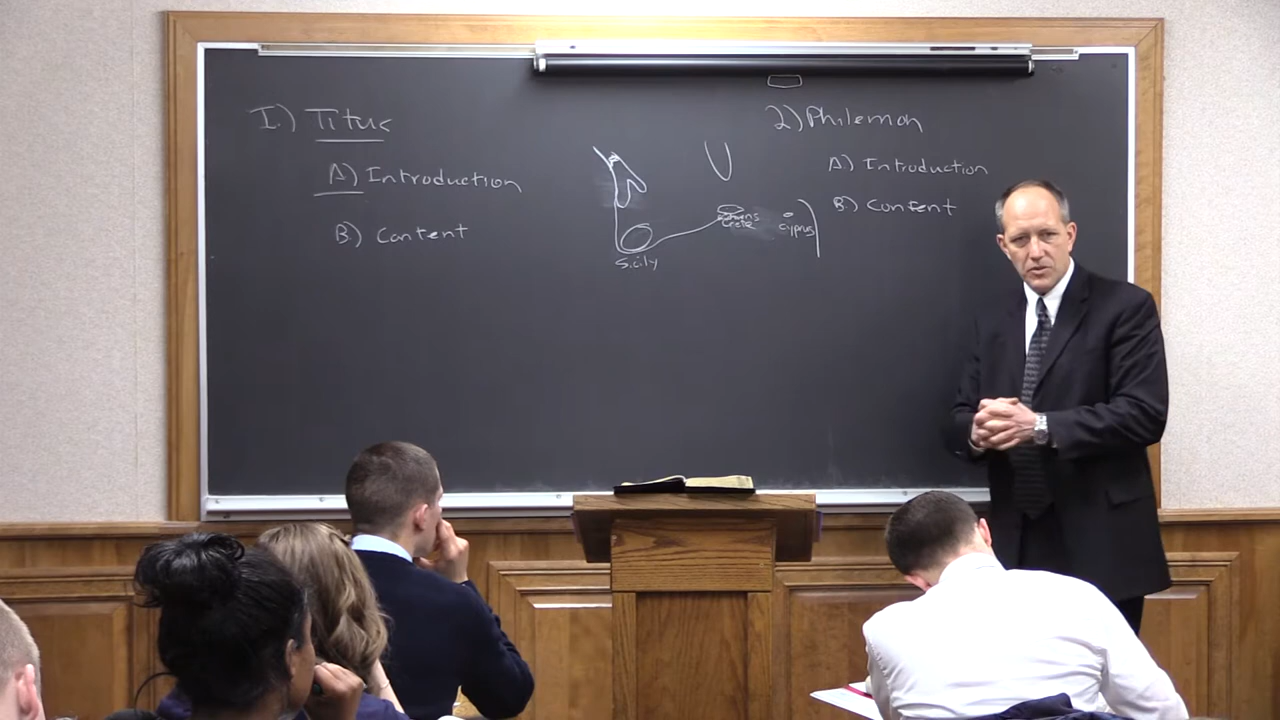 I.) Titus
A) Introduction
B.) Content
Sicily
Crete
Cyprus
2) Philemon
A.) Introduction
B.) Content